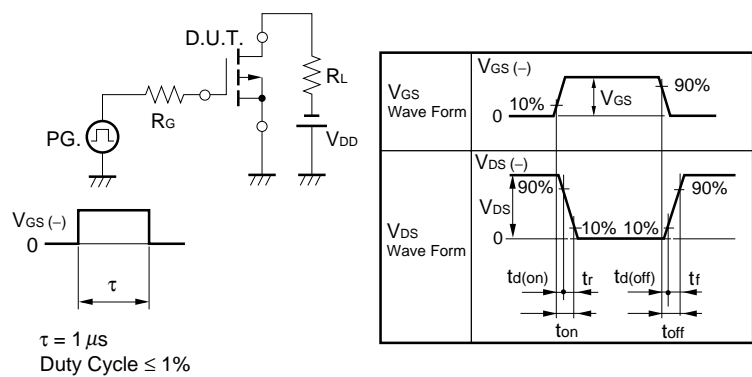 D.U.T.
RL
RG
PG.
VDD
VGS (−)
0
τ
τ = 1 μs
Duty Cycle ≤ 1%
VGS
Wave Form
VGS (−)
10%
VGS
90%
0
VDS
Wave Form
VDS (−)
90%
VDS
10% 10%
90%
0
td(on) tr td(off) tf
ton toff